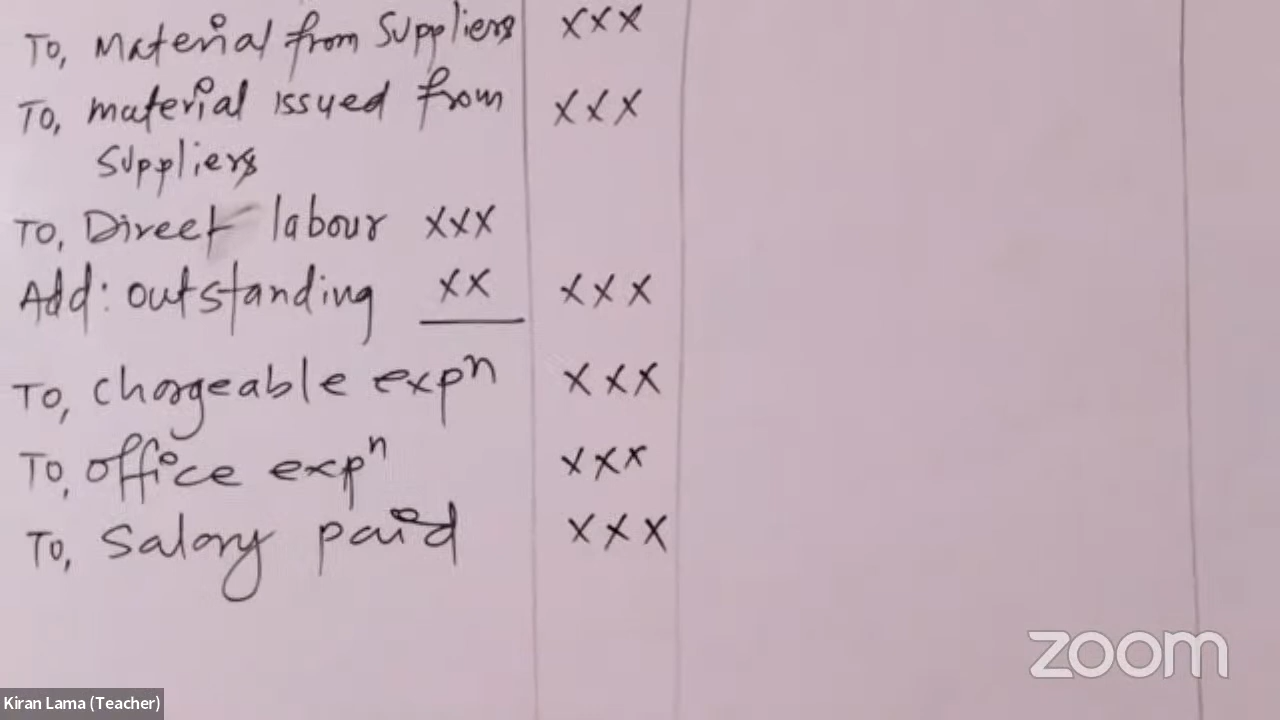 To, Material from Suppliers xxx
To, material issued from xxx
suppliers
To, Direct labour xxx
Add: outstanding xx xxx
To, chargeable expⁿ xxx
To, office expⁿ xxx
To, Salary paid xxx
zoom
Kiran Lama (Teacher)